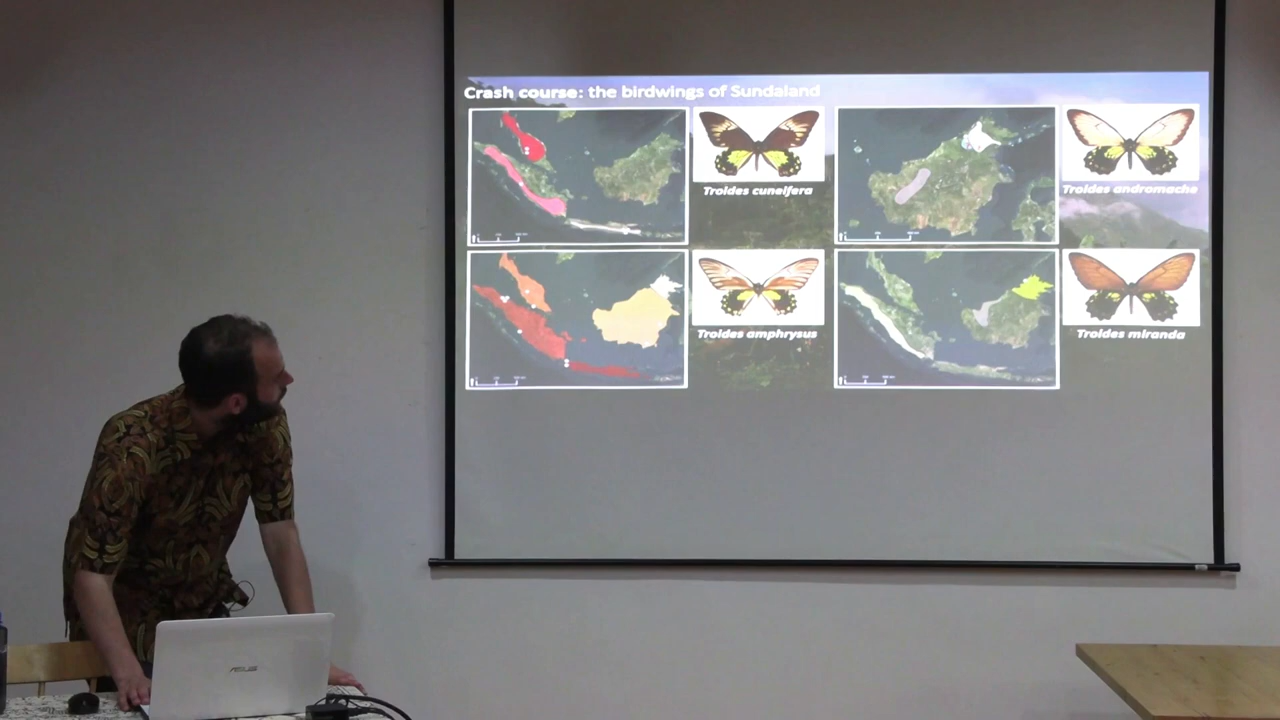 Crash course: the birdwings of Sundaland
Troides cuneifera
Troides andromache
Troides amphrysus
Troides miranda
ASUS